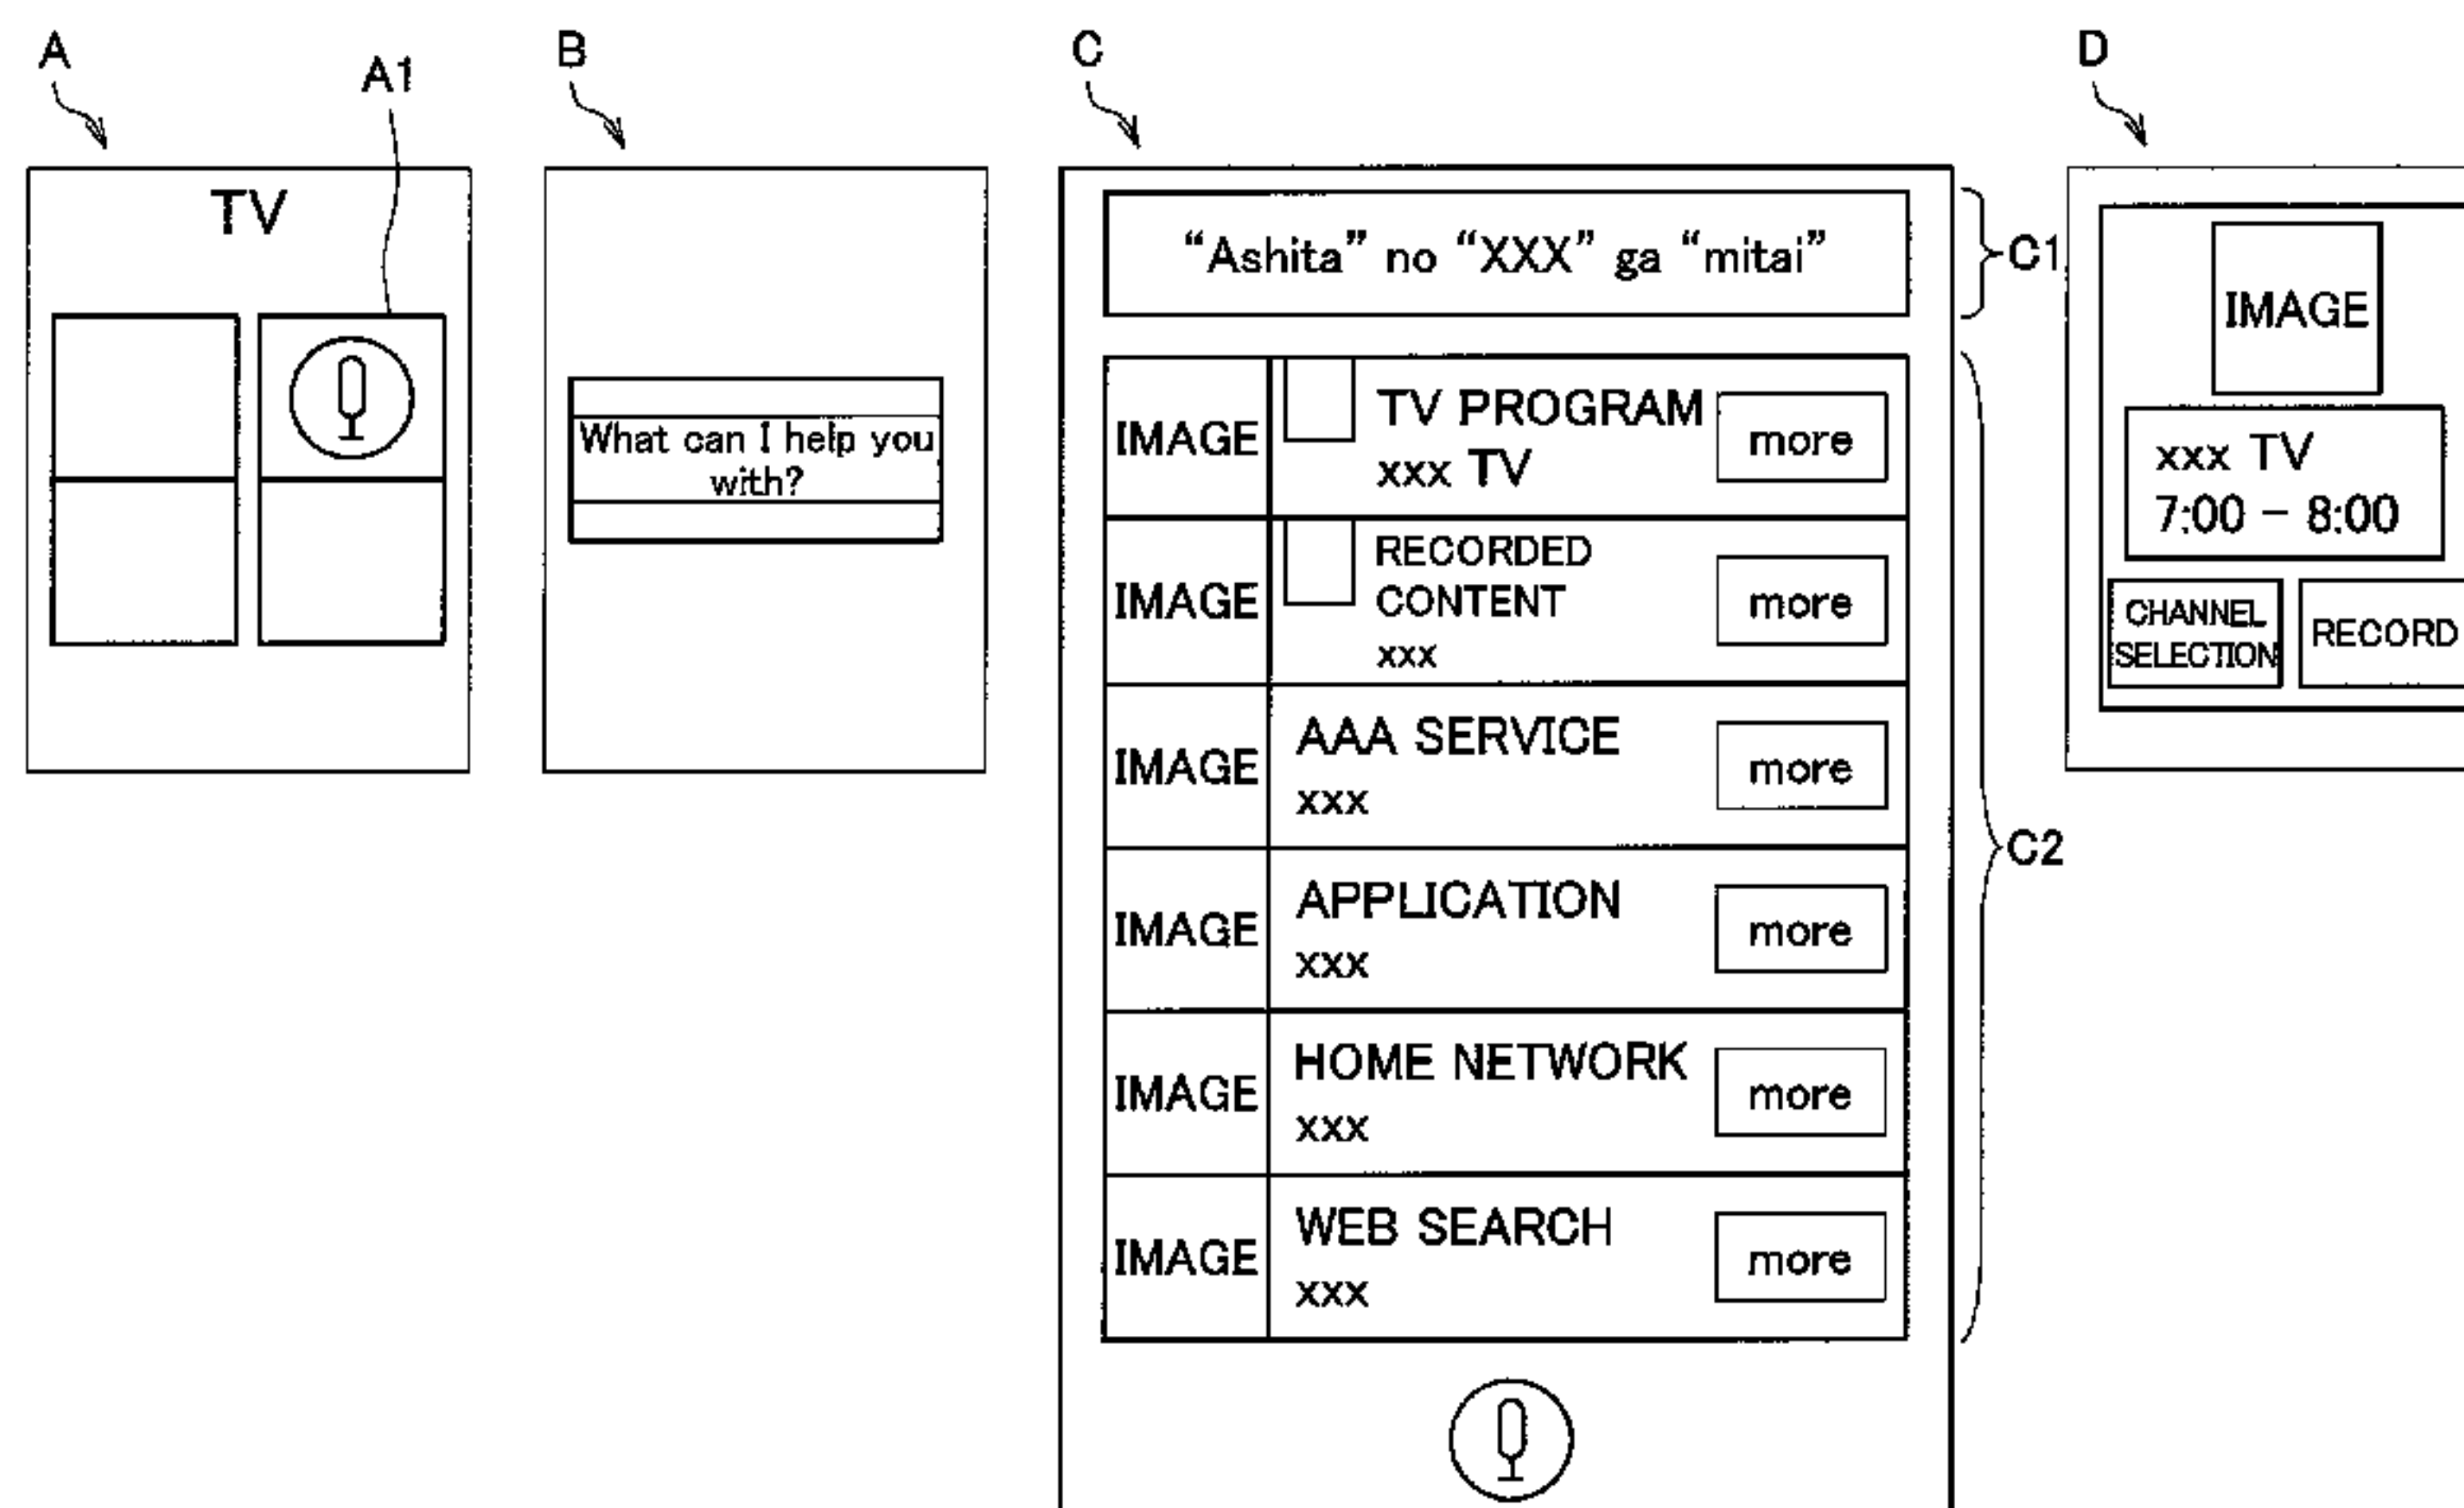 A
A1
TV
B
What can I help you
with?
C
“Ashita” no “XXX” ga “mitai”
C1
IMAGE
TV PROGRAM
xxx TV
more
IMAGE
RECORDED
CONTENT
xxx
more
IMAGE
AAA SERVICE
xxx
more
IMAGE
APPLICATION
xxx
more
IMAGE
HOME NETWORK
xxx
more
IMAGE
WEB SEARCH
xxx
more
C2
D
IMAGE
xxx TV
7:00 – 8:00
CHANNEL
SELECTION
RECORD